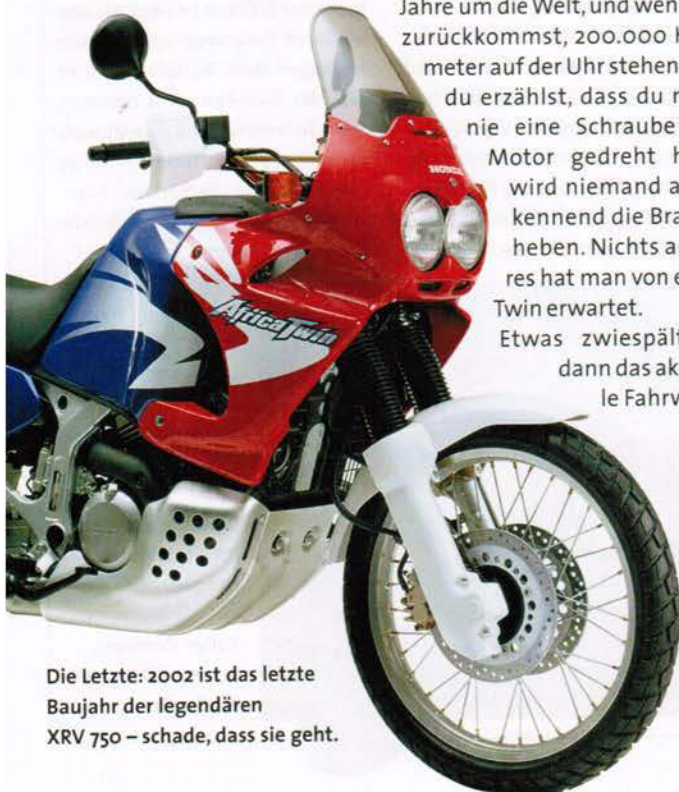 Jahre um die Welt, und wen
zurückkommst, 200.000 K
meter auf der Uhr stehen
du erzählst, dass du
nie eine Schraube
Motor gedreht h
wird niemand a
kennend die Bra
heben. Nichts a
res hat man von e
Twin erwartet.
Etwas zwiespält
dann das ak
le Fahrv
HONDA
AfricaTwin
Die Letzte: 2002 ist das letzte
Baujahr der legendären
XRV 750 – schade, dass sie geht.